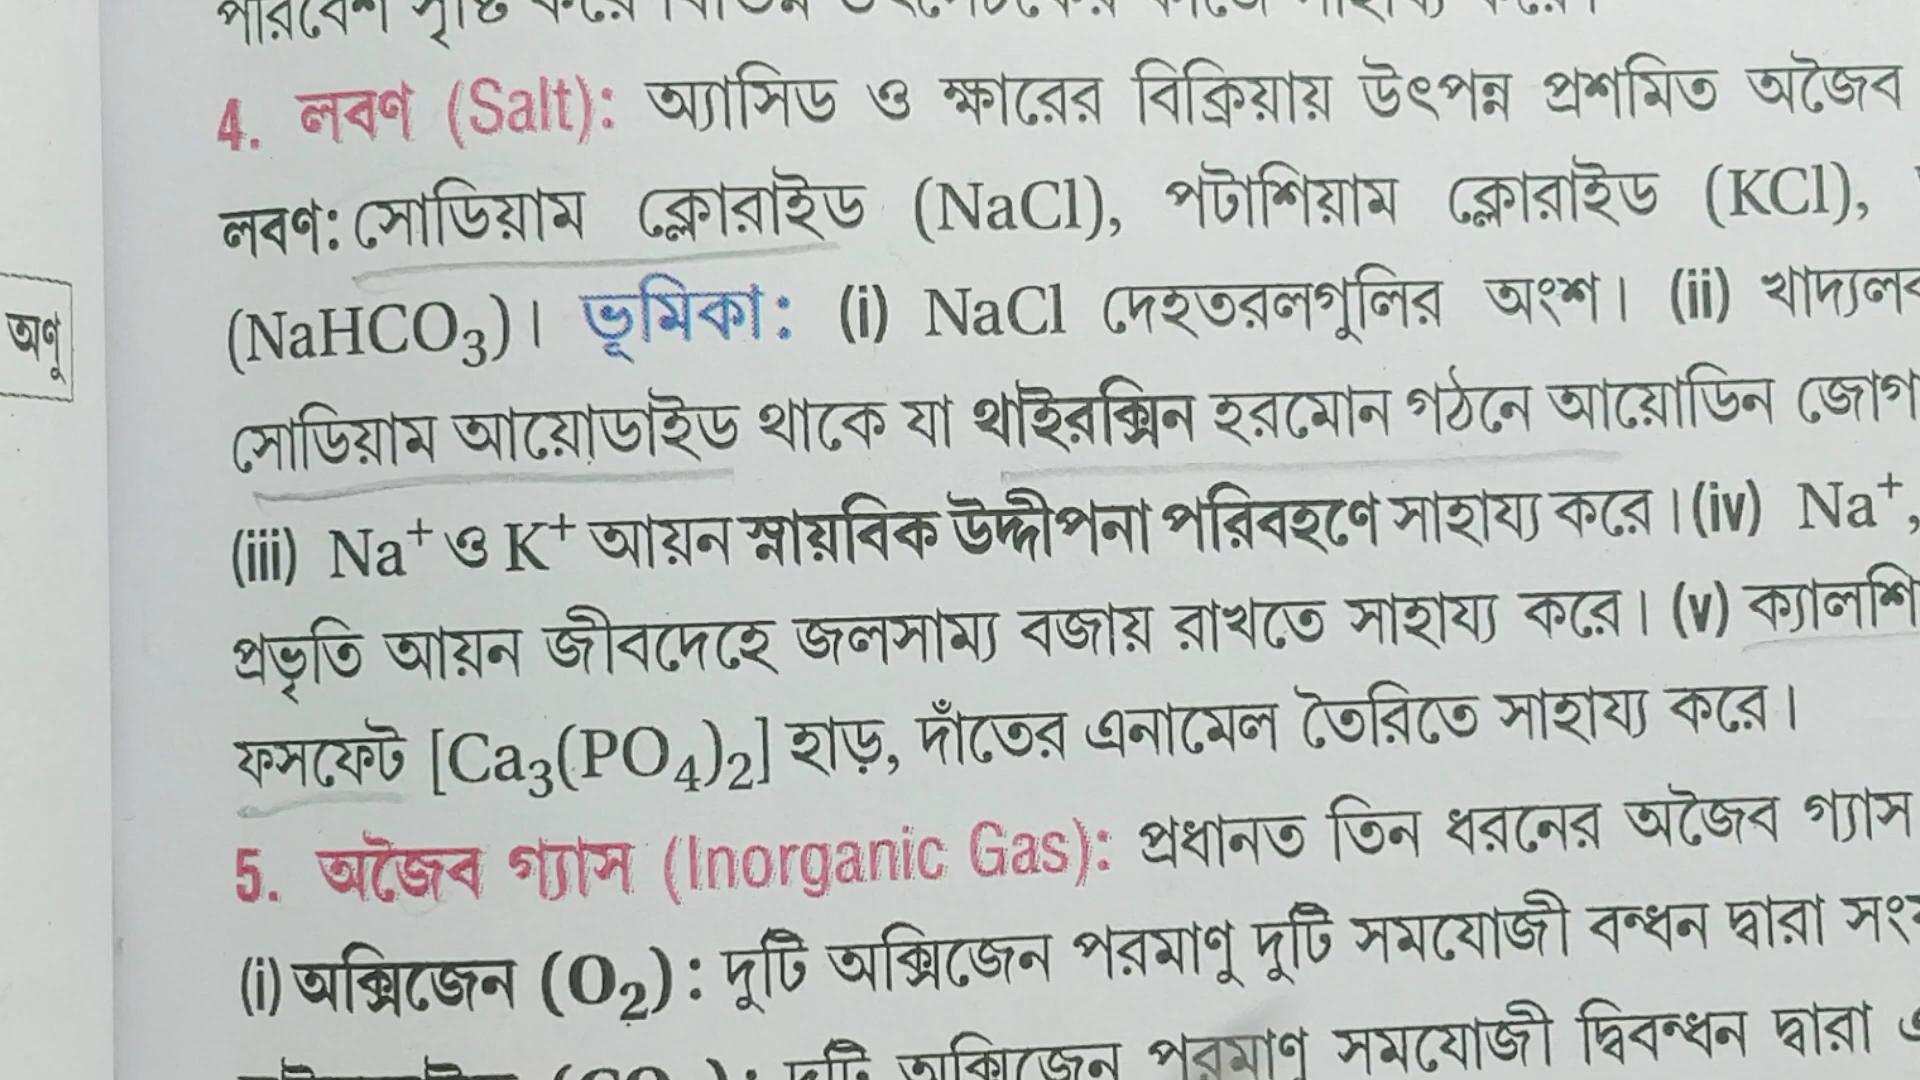 4. লবণ (Salt): অ্যাসিড ও ক্ষারের বিক্রিয়ায় উৎপন্ন প্রশমিত অজৈব
লবণ: সোডিয়াম ক্লোরাইড (NaCl), পটাশিয়াম ক্লোরাইড (KCl),
(NaHCO₃)। ভূমিকা: (i) NaCl দেহতরলগুলির অংশ। (ii)
অণু
সোডিয়াম আয়োডাইড থাকে যা থাইরক্সিন হরমোন গঠনে আয়োডিন
(iii) Na⁺ ও K⁺ আয়ন স্নায়বিক উদ্দীপনা পরিবহণে সাহায্য করে। (iv) Na⁺,
প্রভৃতি আয়ন জীবদেহে জলসাম্য বজায় রাখতে সাহায্য করে। (v)
ফসফেট [Ca₃(PO₄)₂] হাড়, দাঁতের এনামেল তৈরিতে সাহায্য করে।
5. অজৈব গ্যাস (Inorganic Gas): প্রধানত তিন ধরনের অজৈব গ্যাস
(i) অক্সিজেন (O₂): দুটি অক্সিজেন পরমাণু দুটি সমযোজী বন্ধন দ্বারা
দুটি অক্সিজেন পরমাণু সমযোজী দ্বিবন্ধন দ্বারা